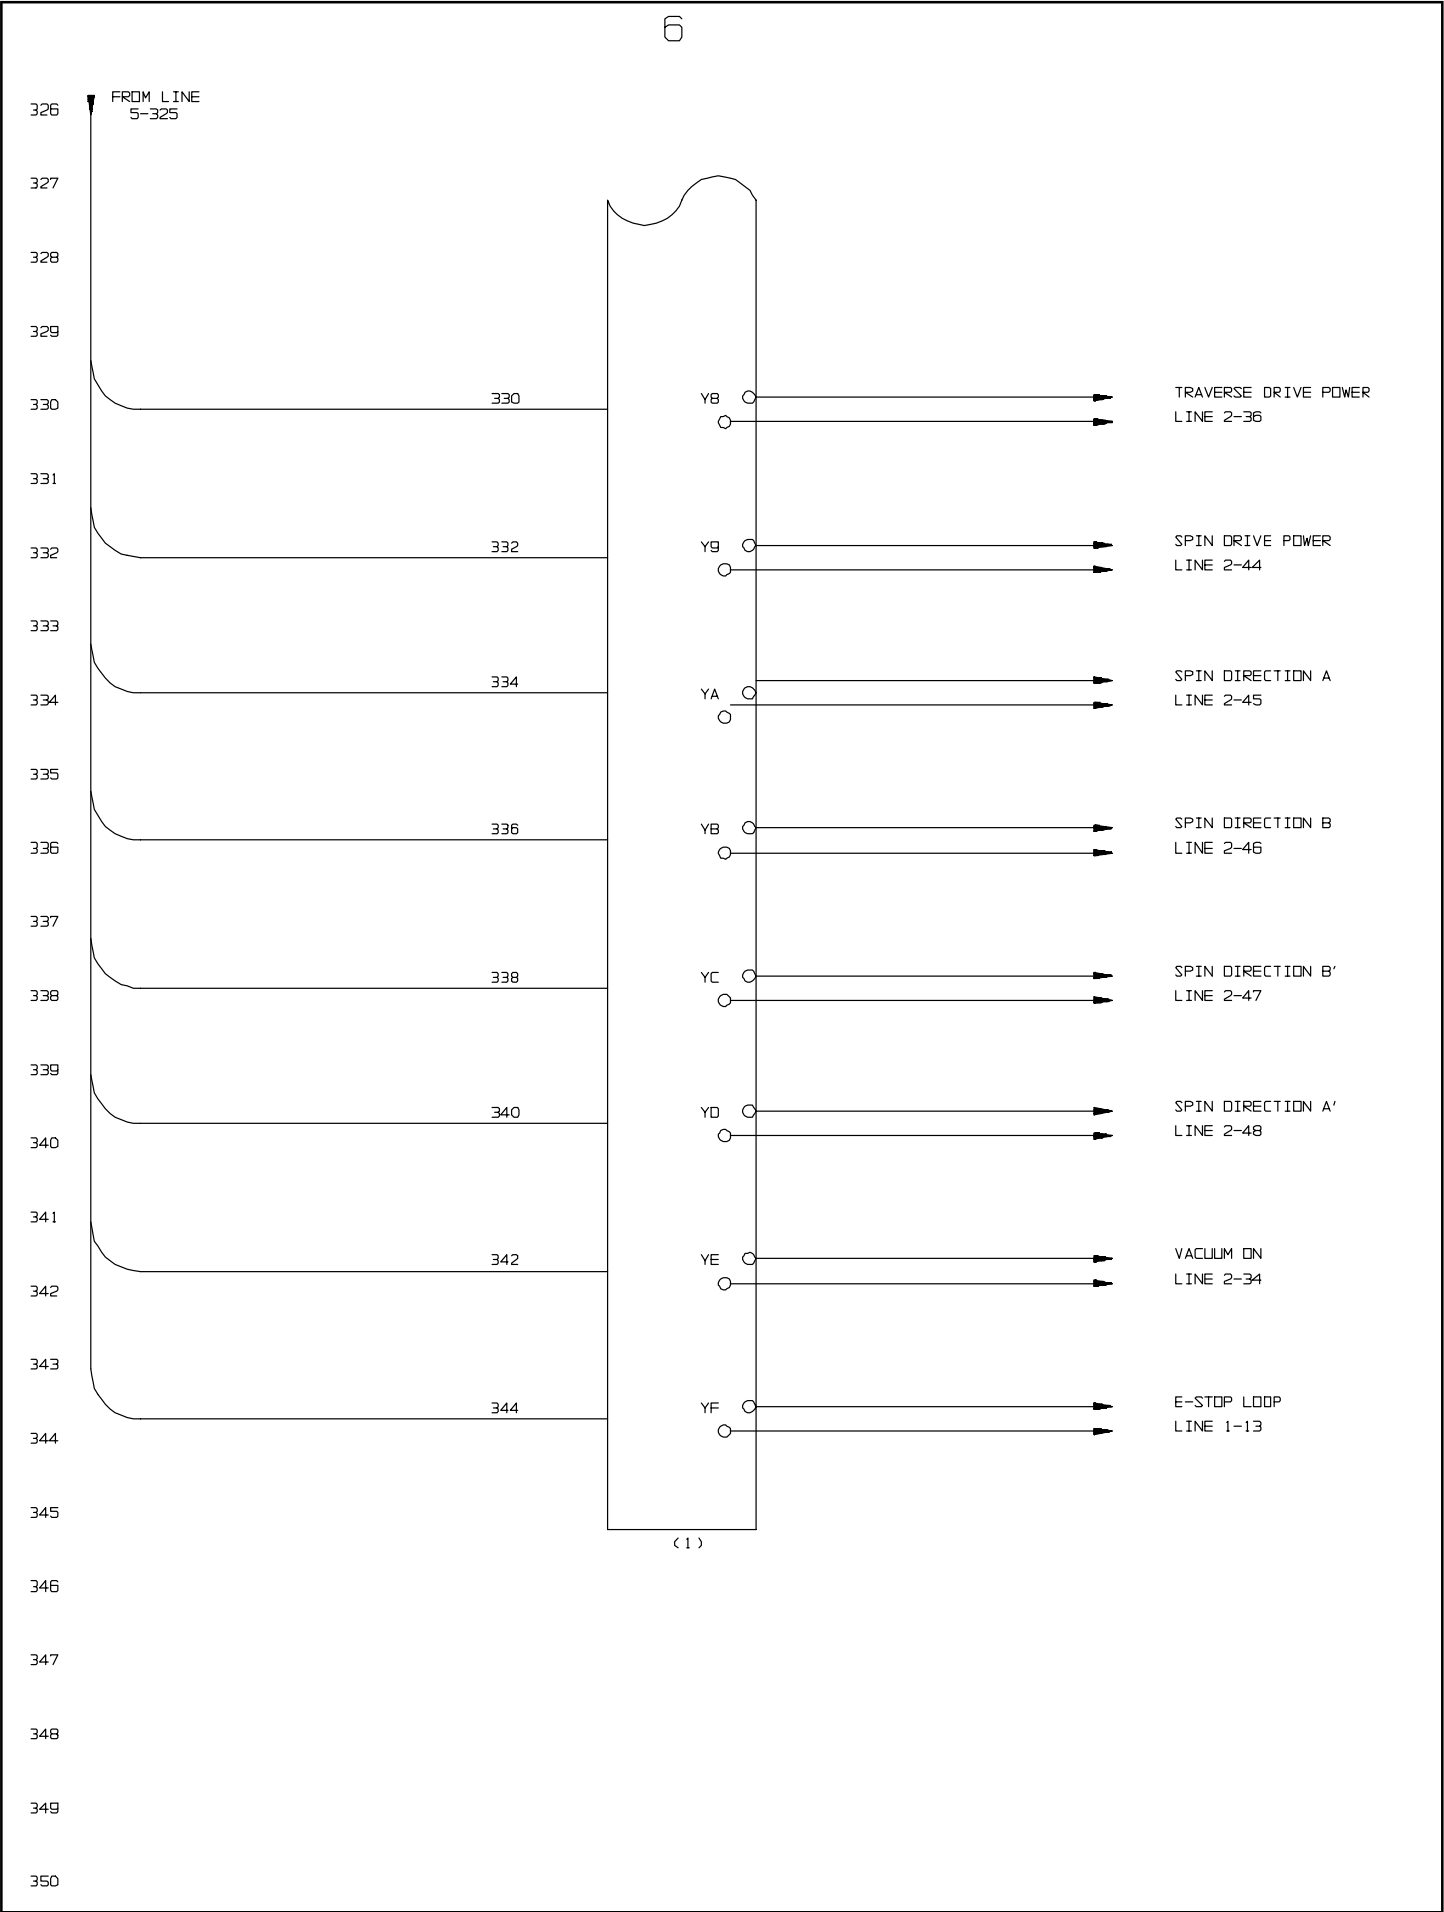 6
326
FROM LINE
5-325
327
328
329
330
330
Y8
TRAVERSE DRIVE POWER
LINE 2-36
331
332
332
Y9
SPIN DRIVE POWER
LINE 2-44
333
334
334
YA
SPIN DIRECTION A
LINE 2-45
335
336
336
YB
SPIN DIRECTION B
LINE 2-46
337
338
338
YC
SPIN DIRECTION B'
LINE 2-47
339
340
340
YD
SPIN DIRECTION A'
LINE 2-48
341
342
342
YE
VACUUM ON
LINE 2-34
343
344
344
YF
E-STOP LOOP
LINE 1-13
345
(1)
346
347
348
349
350